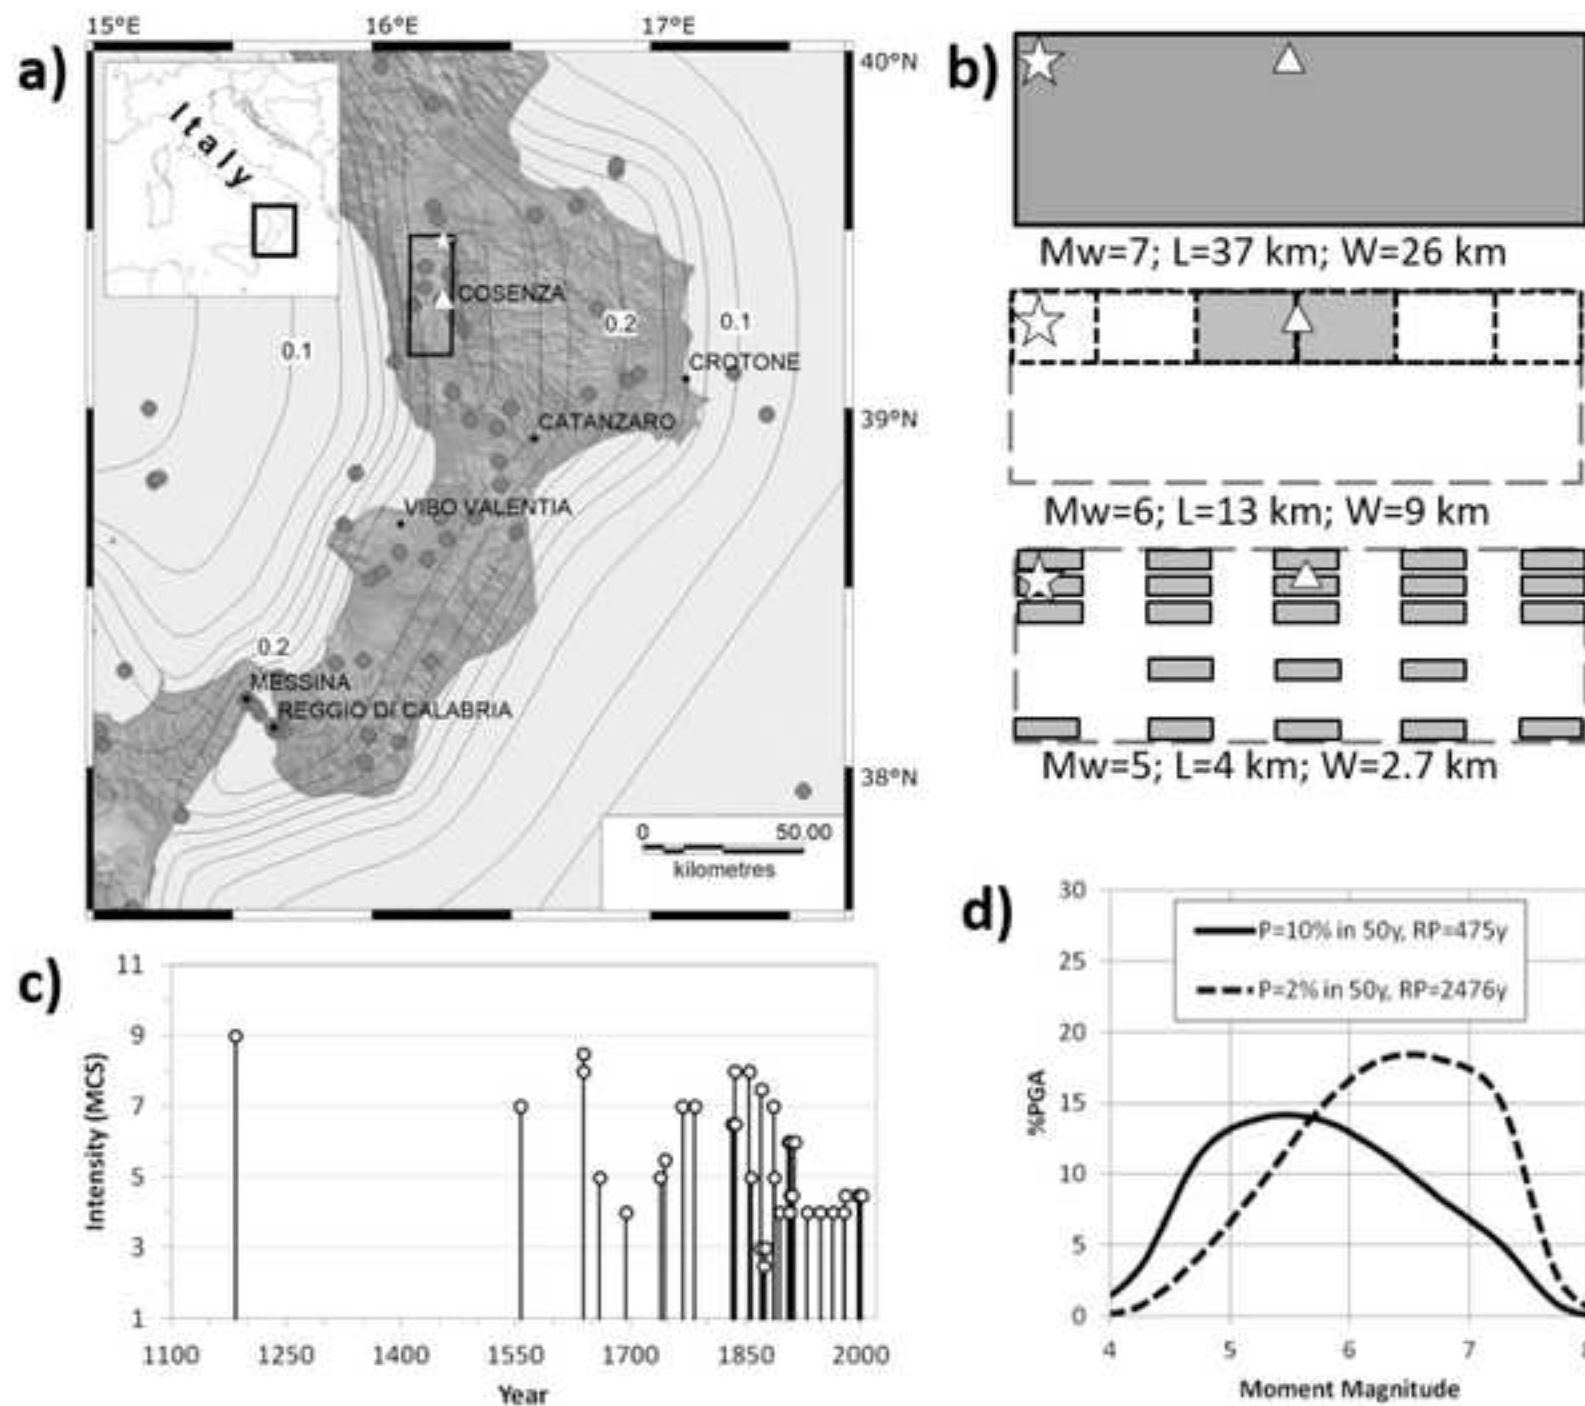 a)
15°E 16°E 17°E
40°N
39°N
38°N
Italy
COSENZA
0.2
0.1
0.1
CROTONE
CATANZARO
VIBO VALENTIA
0.2
MESSINA
REGGIO DI CALABRIA
0 50.00
kilometres
b)
Mw=7; L=37 km; W=26 km
Mw=6; L=13 km; W=9 km
Mw=5; L=4 km; W=2.7 km
c)
Intensity (MCS)
11
9
7
5
3
1
1100 1250 1400 1550 1700 1850 2000
Year
d)
%PGA
30
25
20
15
10
5
0
P=10% in 50y, RP=475y
P=2% in 50y, RP=2476y
4 5 6 7 8
Moment Magnitude